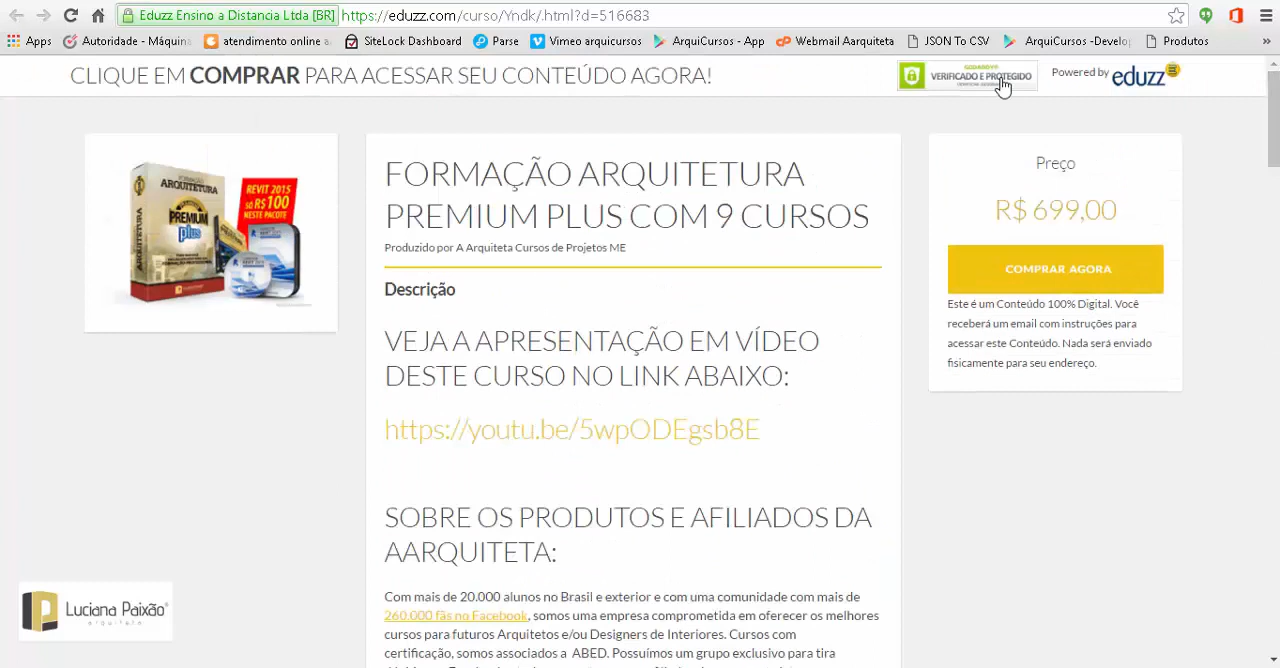 Eduzz Ensino a Distancia Ltda [BR] https://eduzz.com/curso/Yndk/.html?d=516683
Apps Autoridade - Máquin atendimento online a SiteLock Dashboard Parse Vimeo arquicursos ArquiCursos - App Webmail Aarquiteta JSON To CSV ArquiCursos -Develo Produtos »
CLIQUE EM COMPRAR PARA ACESSAR SEU CONTEÚDO AGORA!
VERIFICADO E PROTEGIDO
Powered by eduzz
FORMAÇÃO ARQUITETURA
PREMIUM PLUS COM 9 CURSOS
Produzido por A Arquiteta Cursos de Projetos ME
ARQUITETURA
PREMIUM
plus
REVIT 2015
SO R$100
NESTE PACOTE
Preço
R$ 699,00
COMPRAR AGORA
Este é um Conteúdo 100% Digital. Você
receberá um email com instruções para
acessar este Conteúdo. Nada será enviado
fisicamente para seu endereço.
Descrição
VEJA A APRESENTAÇÃO EM VÍDEO
DESTE CURSO NO LINK ABAIXO:
https://youtu.be/5wpODEgsb8E
SOBRE OS PRODUTOS E AFILIADOS DA
AARQUITETA:
Com mais de 20.000 alunos no Brasil e exterior e com uma comunidade com mais de
260.000 fãs no Facebook, somos uma empresa comprometida em oferecer os melhores
cursos para futuros Arquitetos e/ou Designers de Interiores. Cursos com
certificação, somos associados a ABED. Possuímos um grupo exclusivo para tira
Luciana Paixão
arquiteta